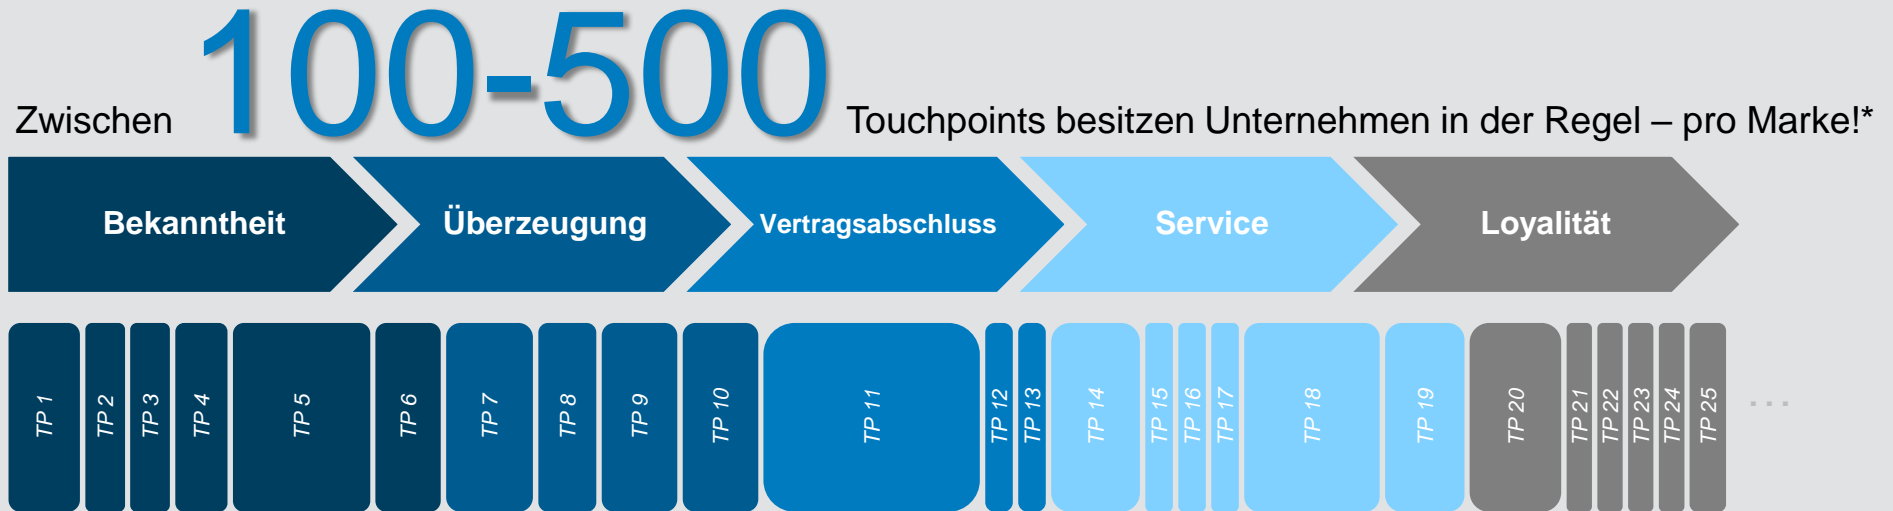 Zwischen 100-500 Touchpoints besitzen Unternehmen in der Regel – pro Marke!*
Bekanntheit
Überzeugung
Vertragsabschluss
Service
Loyalität
TP 1
TP 2
TP 3
TP 4
TP 5
TP 6
TP 7
TP 8
TP 9
TP 10
TP 11
TP 12
TP 13
TP 14
TP 15
TP 16
TP 17
TP 18
TP 19
TP 20
TP 21
TP 22
TP 23
TP 24
TP 25
...